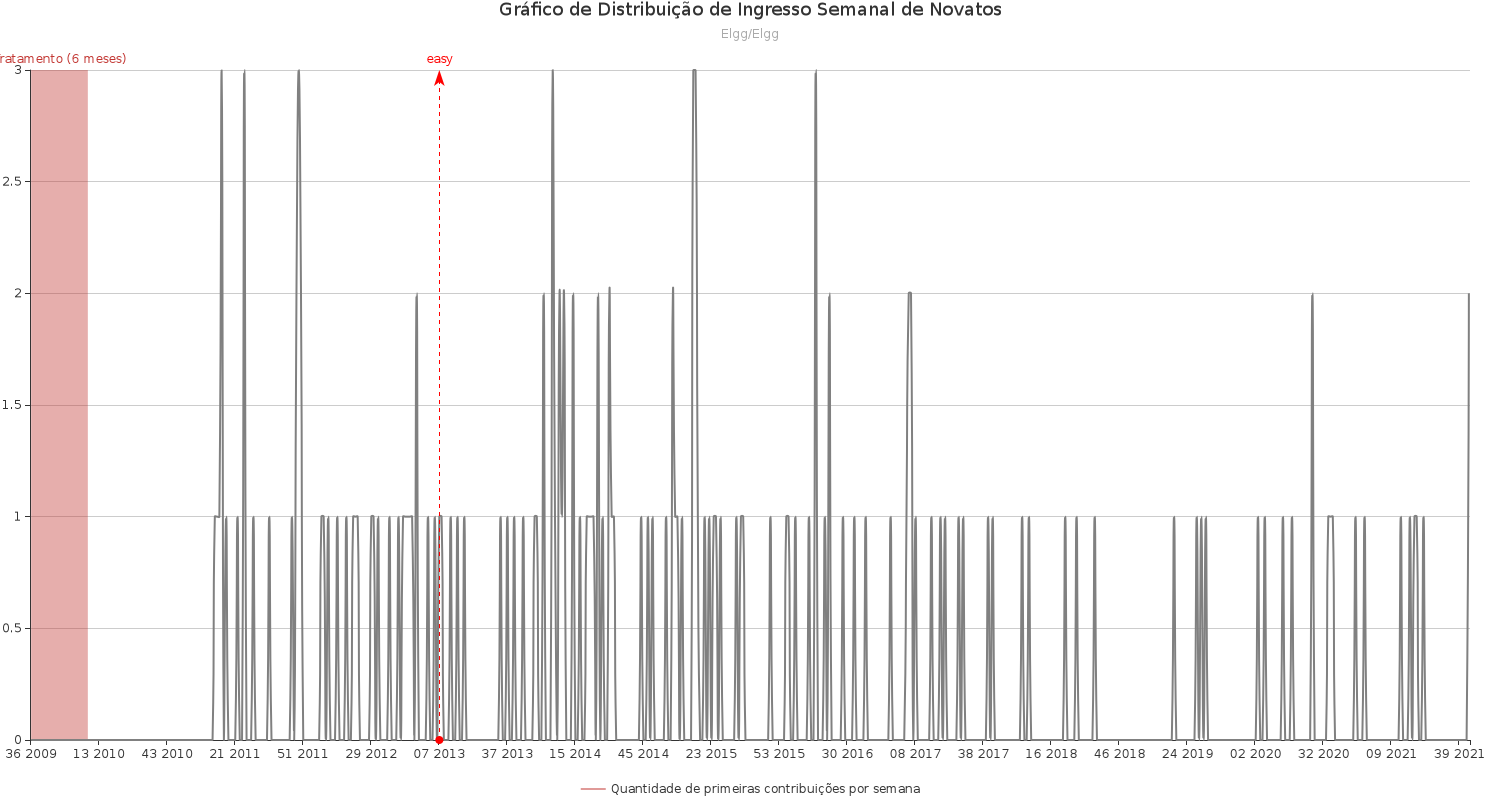 Gráfico de Distribuição de Ingresso Semanal de Novatos
Elgg/Elgg
ratamento (6 meses)
easy
3
2.5
2
1.5
1
0.5
0
36 2009 13 2010 43 2010 21 2011 51 2011 29 2012 07 2013 37 2013 15 2014 45 2014 23 2015 53 2015 30 2016 08 2017 38 2017 16 2018 46 2018 24 2019 02 2020 32 2020 09 2021 39 2021
Quantidade de primeiras contribuições por semana